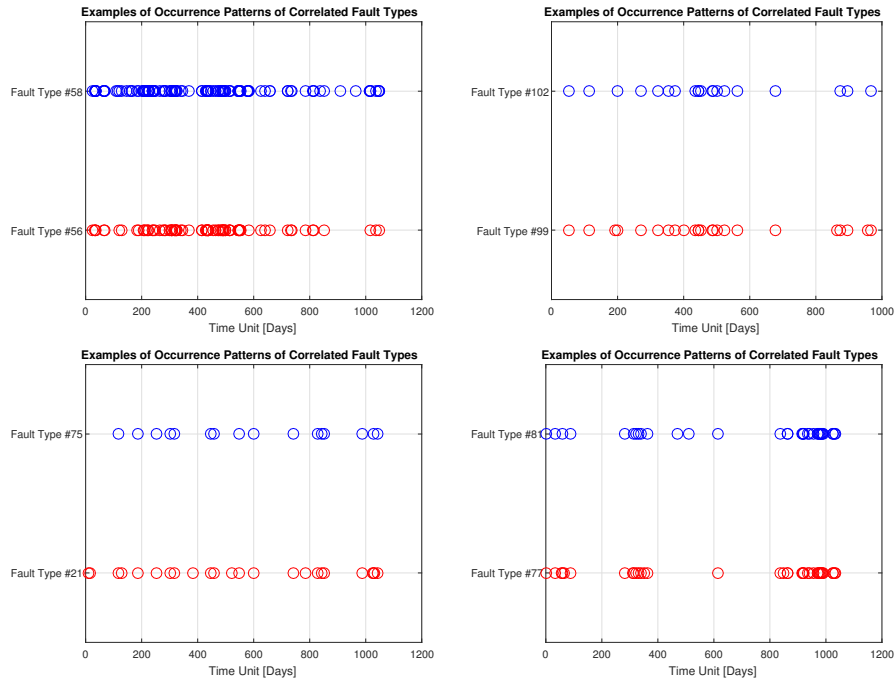 Examples of Occurrence Patterns of Correlated Fault Types
Fault Type #58
Fault Type #56
0 200 400 600 800 1000 1200
Time Unit [Days]
Examples of Occurrence Patterns of Correlated Fault Types
Fault Type #102
Fault Type #99
0 200 400 600 800 1000
Time Unit [Days]
Examples of Occurrence Patterns of Correlated Fault Types
Fault Type #75
Fault Type #210
0 200 400 600 800 1000 1200
Time Unit [Days]
Examples of Occurrence Patterns of Correlated Fault Types
Fault Type #81
Fault Type #77
0 200 400 600 800 1000 1200
Time Unit [Days]